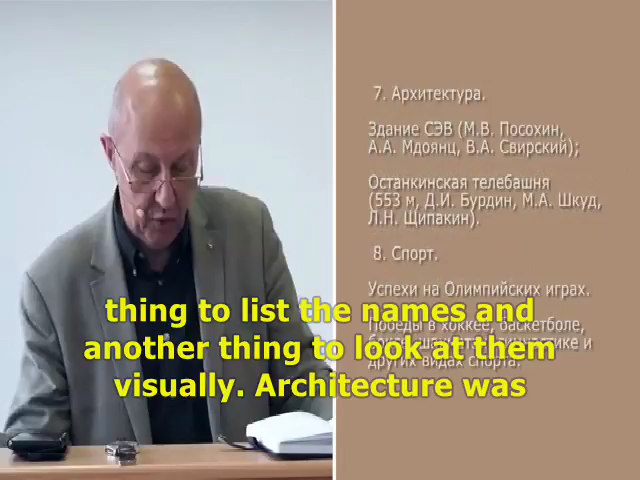 7. Архитектура.
Здание СЭВ (М.В. Посохин,
А.А. Мдоянц, В.А. Свирский);
Останкинская телебашня
(553 м, Д.И. Бурдин, М.А. Шкуд,
Л.Н. Щипакин).
8. Спорт.
Успехи на Олимпийских играх.
Победы в хоккее, баскетболе,
и
других видах спорта.
thing to list the names and
another thing to look at them
visually. Architecture was